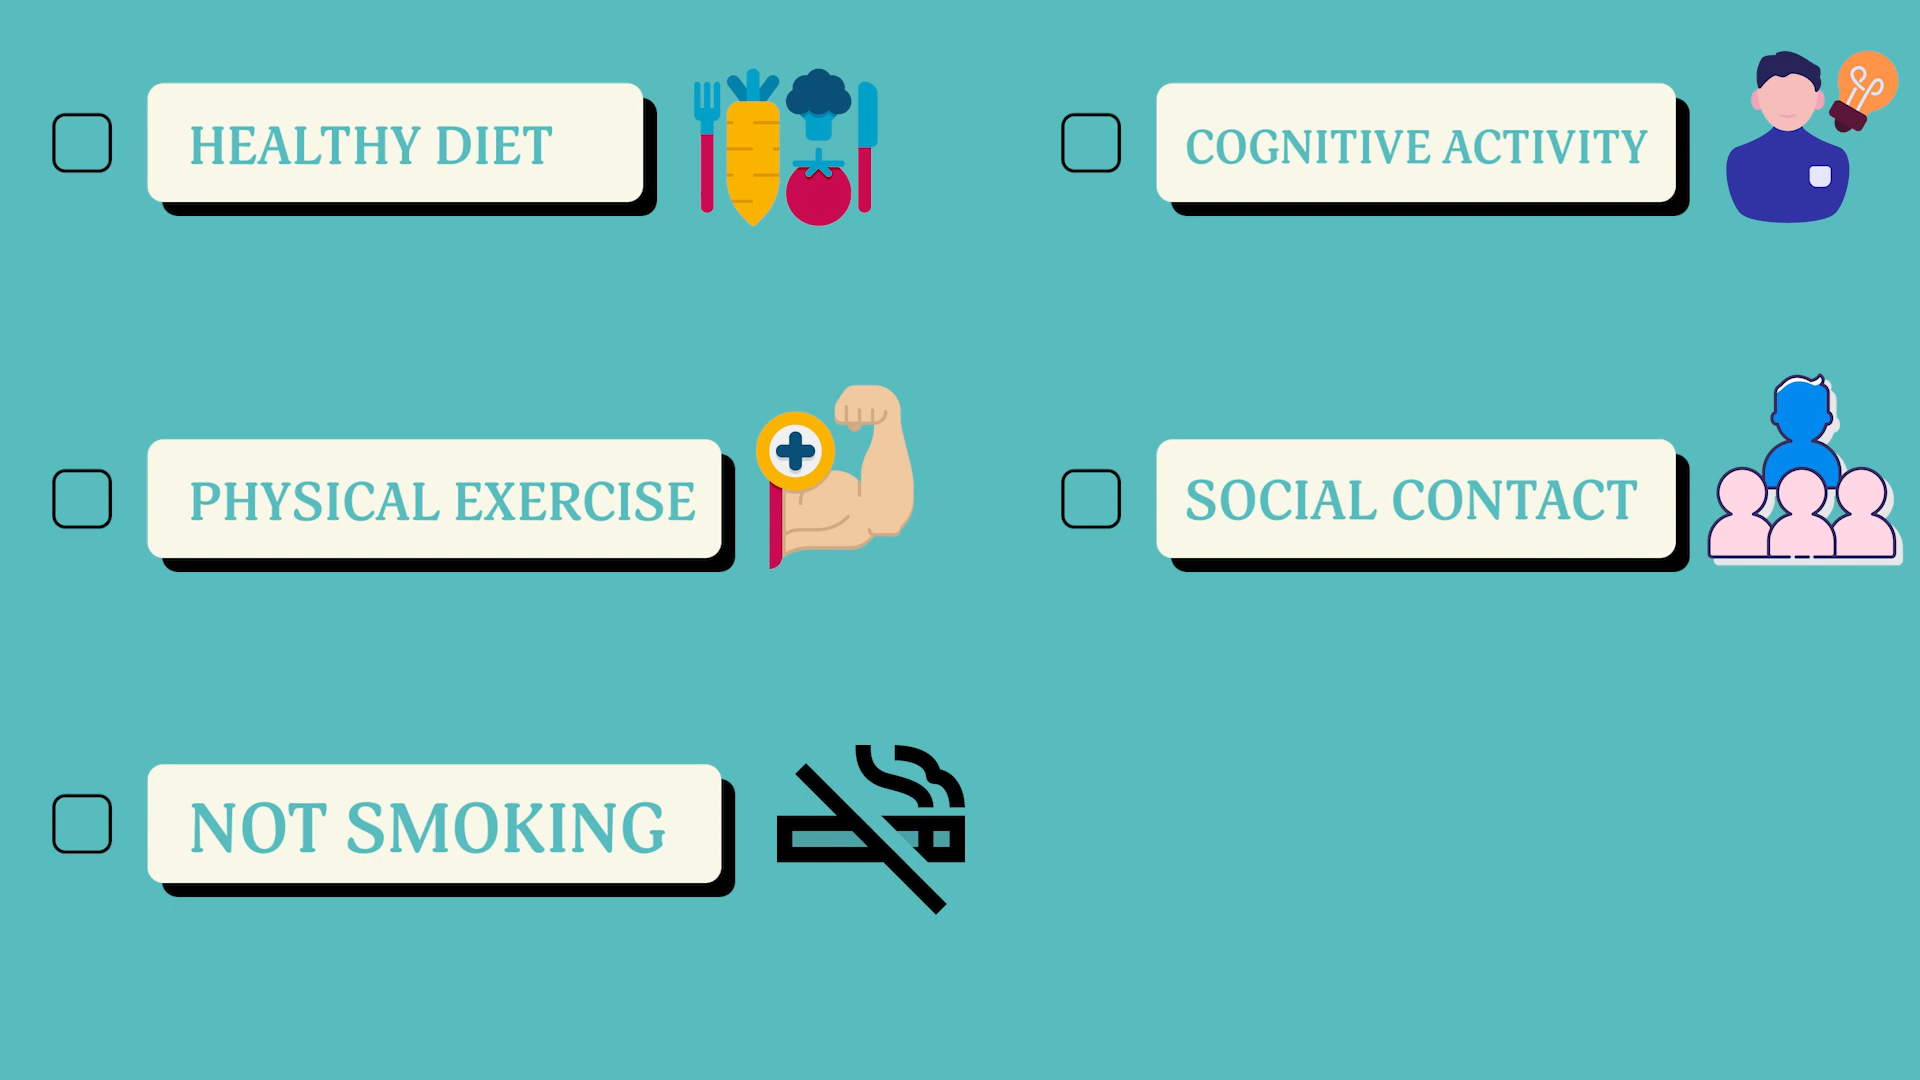 HEALTHY DIET
COGNITIVE ACTIVITY
PHYSICAL EXERCISE
SOCIAL CONTACT
NOT SMOKING